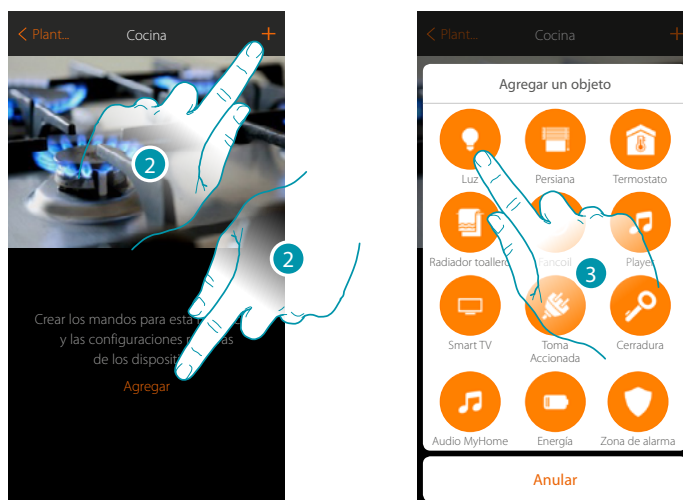 Plant...
Cocina
+
2
2
Crear los mandos para esta
y las configuraciones
de los
Agregar
Plant...
Cocina
+
Agregar un objeto
Luz
Persiana
Termostato
Radiador toallero
Player
3
Smart TV
Toma
Accionada
Cerradura
Audio MyHome
Energía
Zona de alarma
Anular